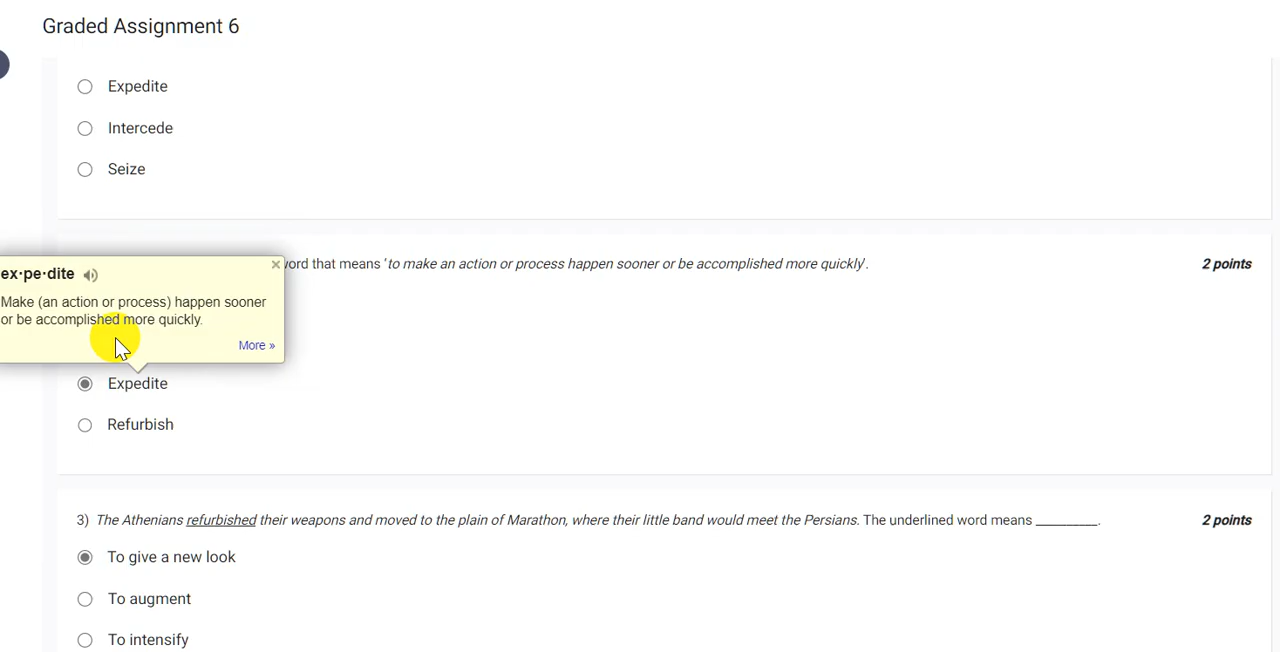 Graded Assignment 6
Expedite
Intercede
Seize
ex·pe·dite
word that means 'to make an action or process happen sooner or be accomplished more quickly'.
2 points
Make (an action or process) happen sooner
or be accomplished more quickly.
More »
Expedite
Refurbish
3) The Athenians refurbished their weapons and moved to the plain of Marathon, where their little band would meet the Persians. The underlined word means __________.
2 points
To give a new look
To augment
To intensify